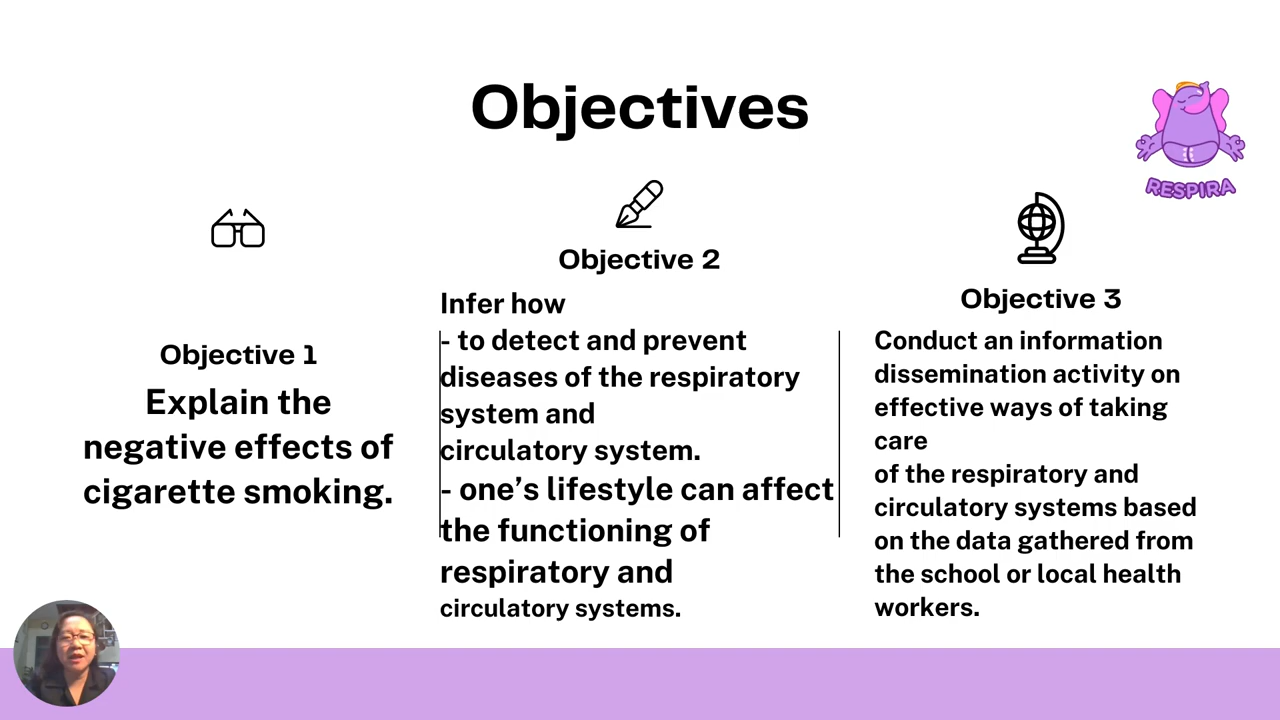 Objectives
RESPIRA
Objective 1
Explain the
negative effects of
cigarette smoking.
Objective 2
Infer how
- to detect and prevent
diseases of the respiratory
system and
circulatory system.
- one’s lifestyle can affect
the functioning of
respiratory and
circulatory systems.
Objective 3
Conduct an information
dissemination activity on
effective ways of taking
care
of the respiratory and
circulatory systems based
on the data gathered from
the school or local health
workers.